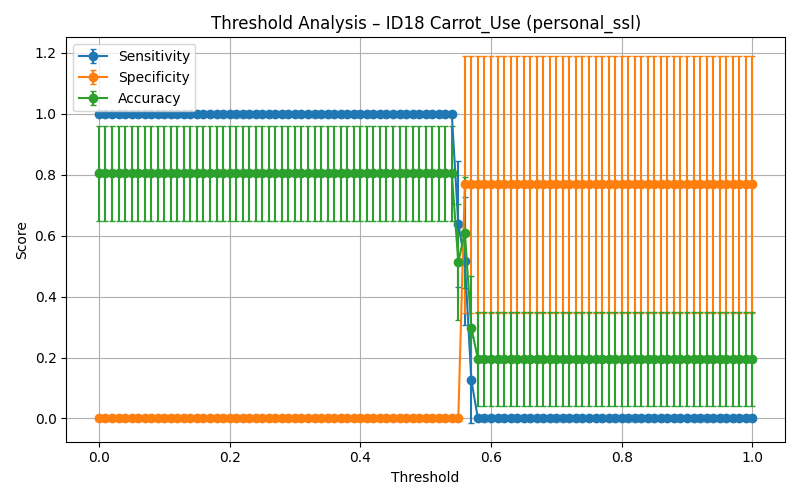 Threshold Analysis – ID18 Carrot_Use (personal_ssl)
Sensitivity
Specificity
Accuracy
Score
1.2
1.0
0.8
0.6
0.4
0.2
0.0
0.0 0.2 0.4 0.6 0.8 1.0
Threshold